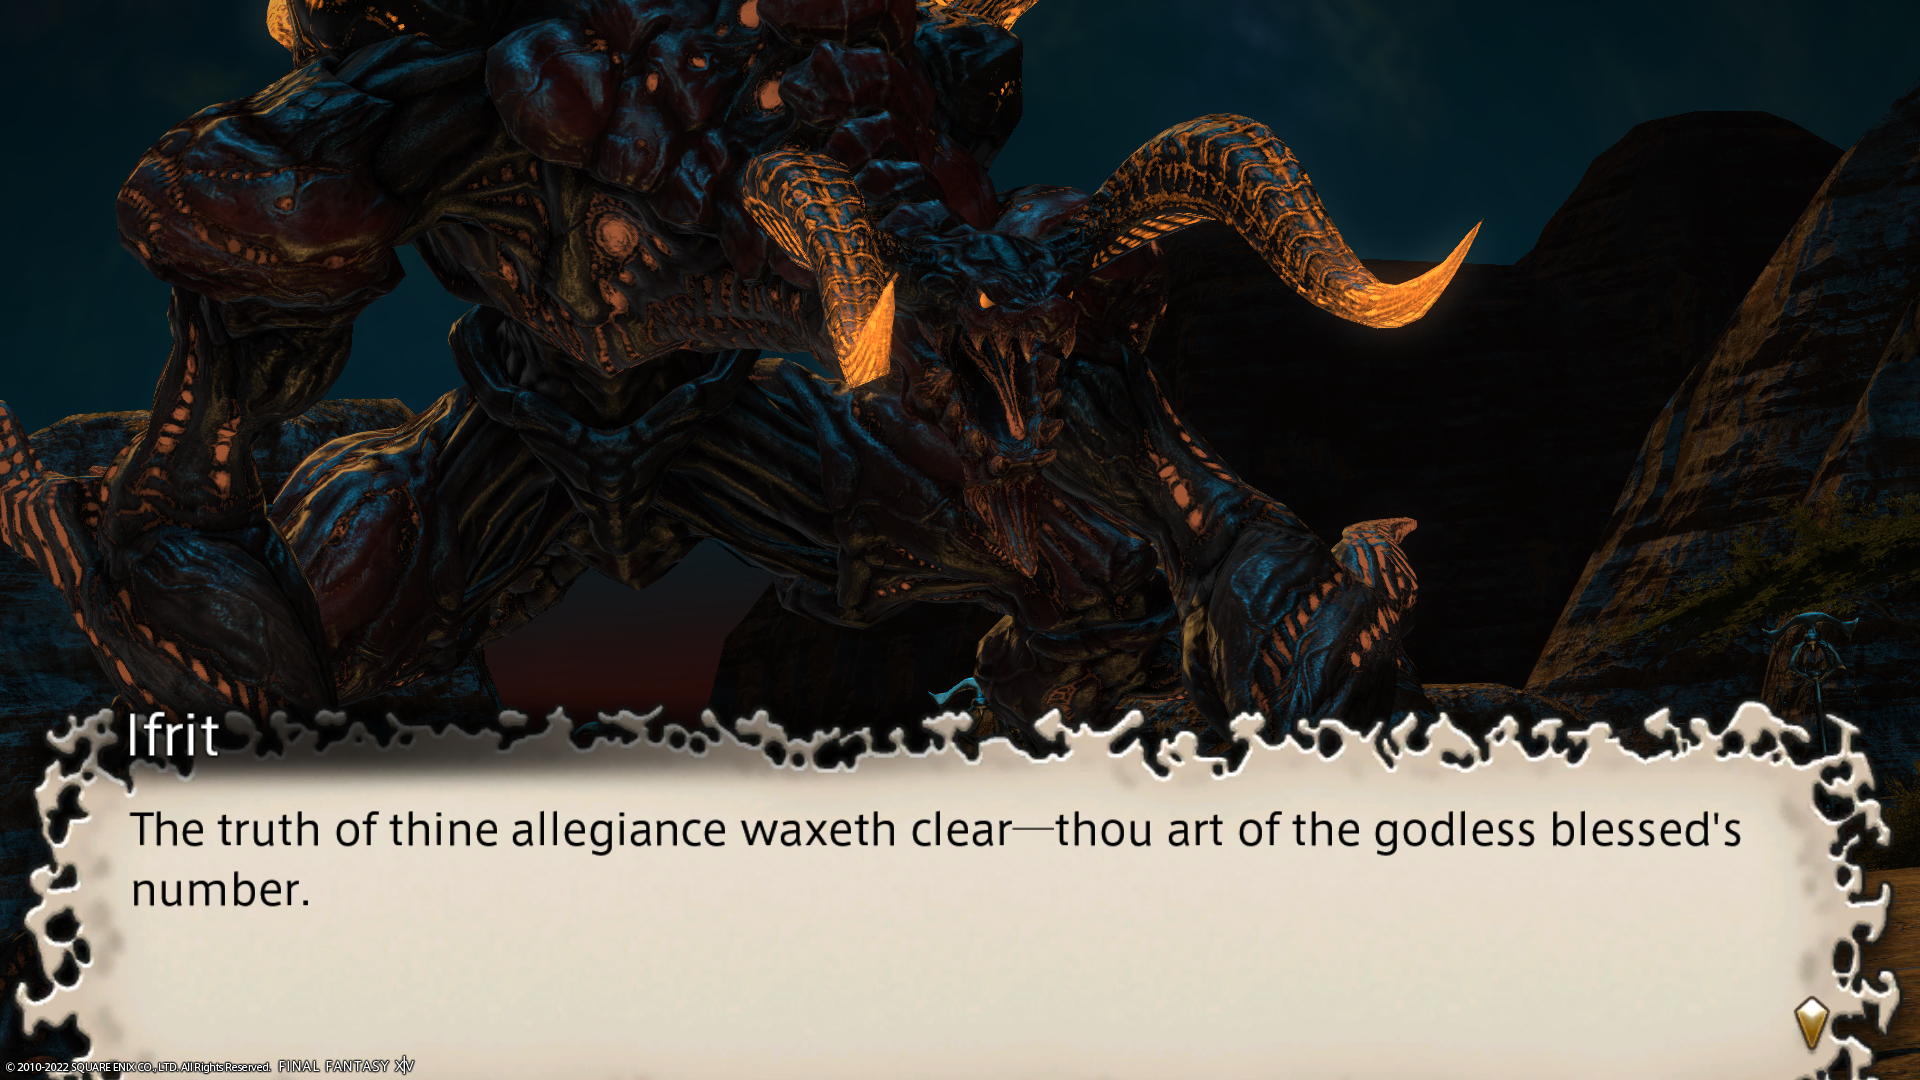 Ifrit
The truth of thine allegiance waxeth clear—thou art of the godless blessed's
number.
© 2010-2022 SQUARE ENIX CO., LTD. All Rights Reserved. FINAL FANTASY XIV